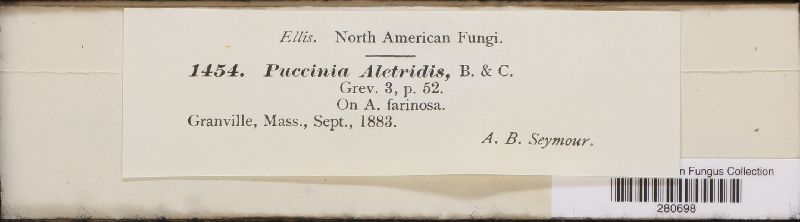 Ellis. North American Fungi.
1454. Puccinia Aletridis, B. & C.
Grev. 3, p. 52.
On A. farinosa.
Granville, Mass., Sept., 1883.
A. B. Seymour.
Fungus Collection
280698